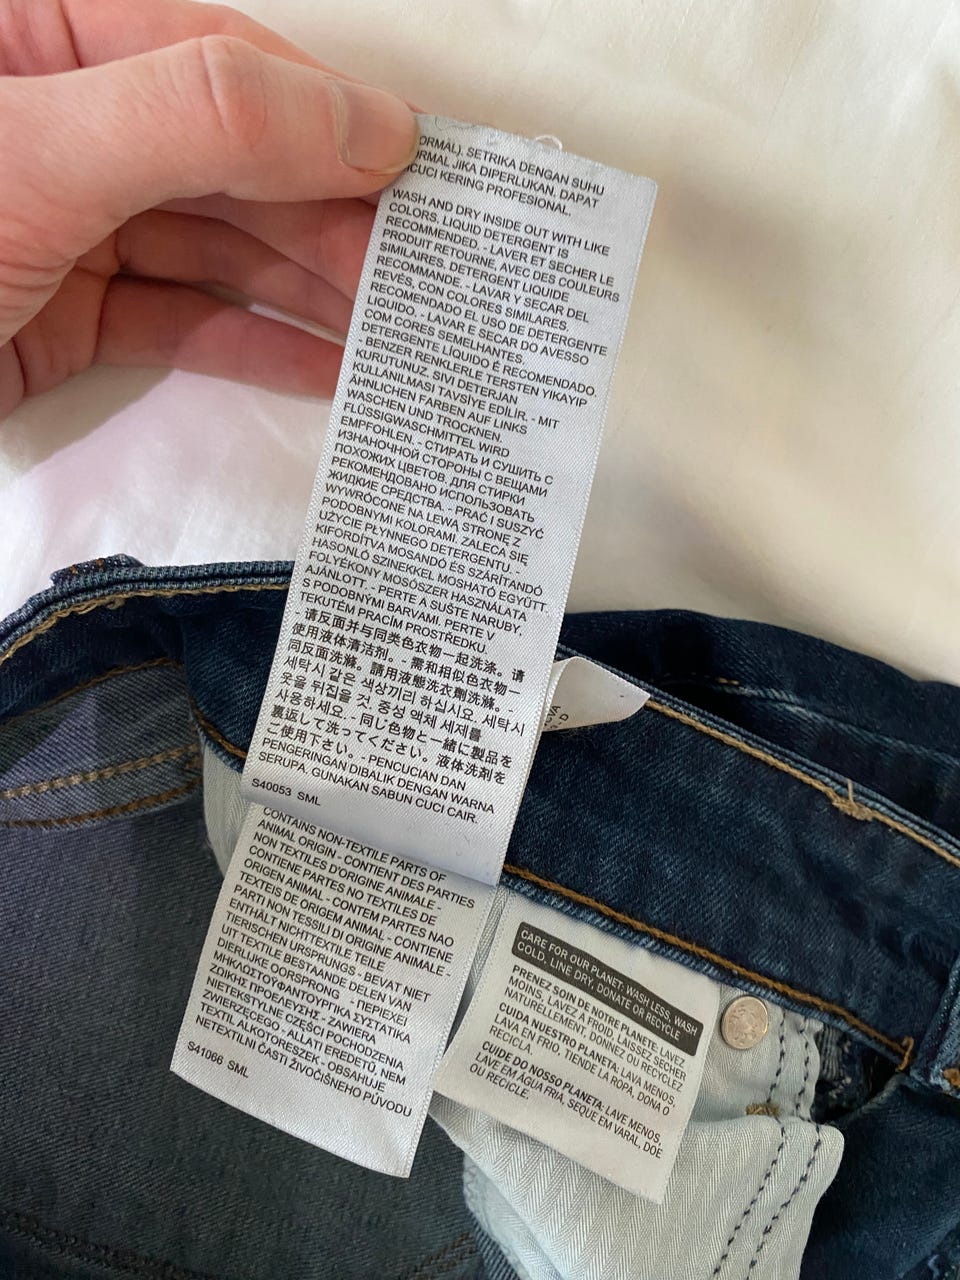 ORMAL). SETRIKA DENGAN SUHU
ORMAL JIKA DIPERLUKAN. DAPAT
ICUCI KERING PROFESIONAL.
WASH AND DRY INSIDE OUT WITH LIKE
COLORS. LIQUID DETERGENT IS
RECOMMENDED. - LAVER ET SECHER LE
PRODUIT RETOURNE, AVEC DES COULEURS
SIMILAIRES. DETERGENT LIQUIDE
RECOMMANDE. - LAVAR Y SECAR DEL
REVÉS, CON COLORES SIMILARES.
RECOMENDADO EL USO DE DETERGENTE
LIQUIDO. - LAVAR E SECAR DO AVESSO
COM CORES SEMELHANTES.
DETERGENTE LÍQUIDO É RECOMENDADO.
- BENZER RENKLERLE TERSTEN YIKAYIP
KURUTUNUZ. SIVI DETERJAN
KULLANILMASI TAVSİYE EDİLİR. - MIT
ÄHNLICHEN FARBEN AUF LINKS
WASCHEN UND TROCKNEN.
FLÜSSIGWASCHMITTEL WIRD
EMPFOHLEN. - СТИРАТЬ И СУШИТЬ С
ИЗНАНОЧНОЙ СТОРОНЫ С ВЕЩАМИ
ПОХОЖИХ ЦВЕТОВ. ДЛЯ СТИРКИ
РЕКОМЕНДОВАНО ИСПОЛЬЗОВАТЬ
ЖИДКИЕ СРЕДСТВА. - PRAĆ I SUSZYĆ
WYWRÓCONE NA LEWĄ STRONĘ Z
PODOBNYMI KOLORAMI. ZALECA SIĘ
UŻYCIE PŁYNNEGO DETERGENTU. -
KIFORDÍTVA MOSANDÓ ÉS SZÁRÍTANDÓ
HASONLÓ SZINEKKEL MOSHATÓ EGYÜTT.
FOLYÉKONY MOSÓSZER HASZNÁLATA
AJÁNLOTT. - PERTE A SUŠTE NARUBY,
S PODOBNÝMI BARVAMI. PERTE V
TEKUTÉM PRACÍM PROSTŘEDKU.
- 请反面并与同类色衣物一起洗涤。请
使用液体清洁剂。 - 需和相似色衣物一
同反面洗滌。請用液態洗衣劑洗滌。 -
세탁시 같은 색상끼리 하십시요. 세탁시
옷을 뒤집을 것. 중성 액체 세제를
사용하세요. - 同じ色物と一緒に製品を
裏返して洗ってください。液体洗剤を
ご使用下さい。 - PENCUCIAN DAN
PENGERINGAN DIBALIK DENGAN WARNA
SERUPA. GUNAKAN SABUN CUCI CAIR.
S40053 SML
CONTAINS NON-TEXTILE PARTS OF
ANIMAL ORIGIN - CONTIENT DES PARTIES
NON TEXTILES D'ORIGINE ANIMALE -
CONTIENE PARTES NO TEXTILES DE
ORIGEN ANIMAL - CONTEM PARTES NAO
TEXTEIS DE ORIGEM ANIMAL - CONTIENE
PARTI NON TESSILI DI ORIGINE ANIMALE -
ENTHÄLT NICHTTEXTILE TEILE
TIERISCHEN URSPRUNGS - BEVAT NIET
UIT TEXTILE BESTAANDE DELEN VAN
DIERLIJKE OORSPRONG - ΠΕΡΙΕΧΕΙ
ΜΗΚΛΩΣΤΟΫΦΑΝΤΟΥΡΓΙΚΑ ΣΥΣΤΑΤΙΚΑ
ΖΩΙΚΗΣ ΠΡΟΕΛΕΥΣΗΣ - ZAWIERA
NIETEKSTYLNE CZĘŚCI POCHODZENIA
ZWIERZĘCEGO - ÁLLATI EREDETŰ, NEM
TEXTIL ALKOTÓRÉSZEK - OBSAHUJE
NETEXTILNÍ ČÁSTI ŽIVOČIŠNÉHO PŮVODU
S41066 SML
CARE FOR OUR PLANET: WASH LESS, WASH
COLD, LINE DRY, DONATE OR RECYCLE
PRENEZ SOIN DE NOTRE PLANETE: LAVEZ
MOINS, LAVEZ A FROID, LAISSEZ SECHER
NATURELLEMENT, DONNEZ OU RECYCLEZ
CUIDA NUESTRO PLANETA: LAVA MENOS,
LAVA EN FRIO, TIENDE LA ROPA, DONA O
RECICLA.
CUIDE DO NOSSO PLANETA: LAVE MENOS,
LAVE EM ÁGUA FRIA, SEQUE EM VARAL, DOE
OU RECICLE.